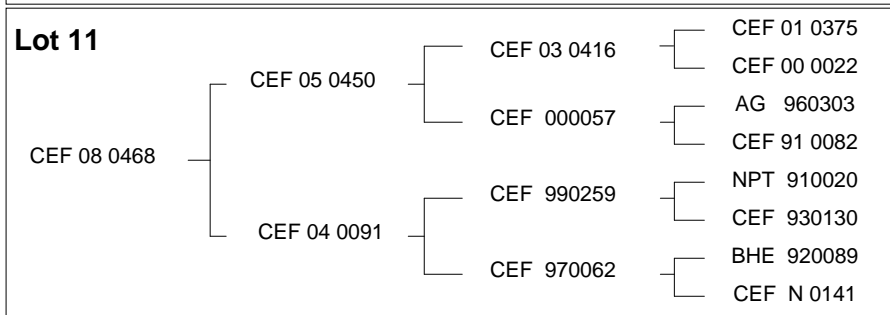 Lot 11
CEF 01 0375
CEF 03 0416
CEF 00 0022
CEF 05 0450
AG 960303
CEF 000057
CEF 91 0082
CEF 08 0468
NPT 910020
CEF 990259
CEF 930130
CEF 04 0091
BHE 920089
CEF 970062
CEF N 0141